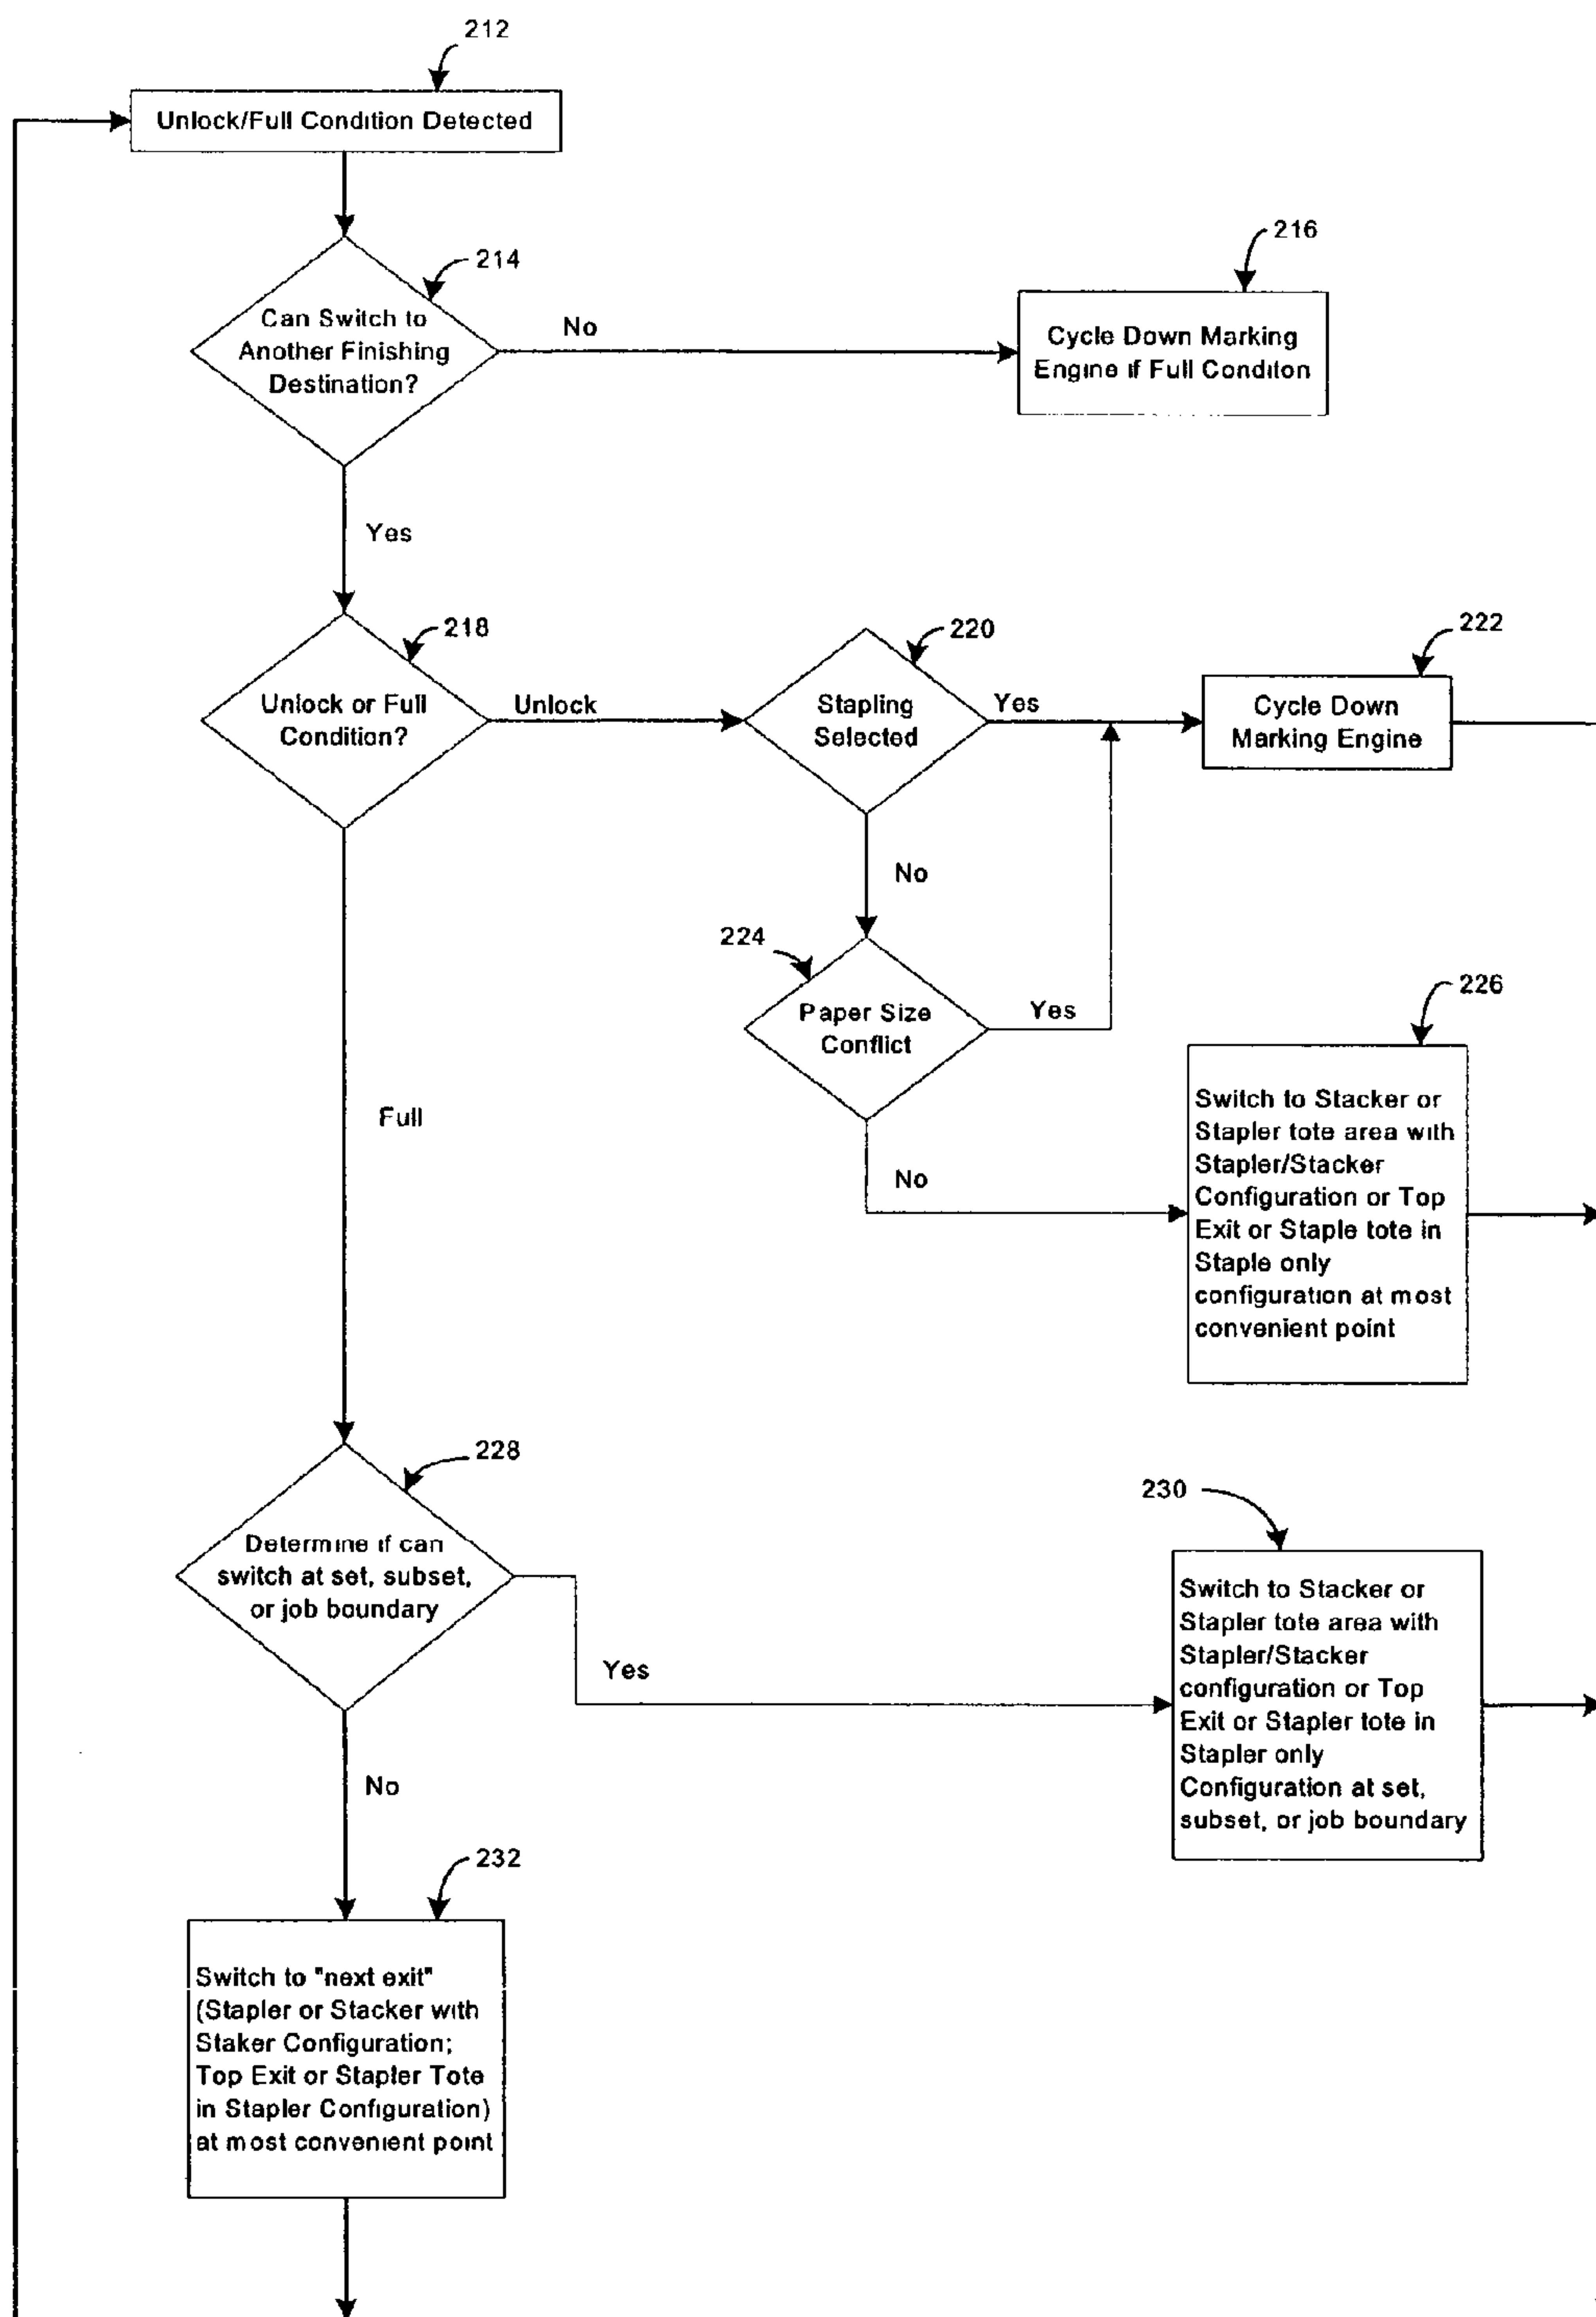 212
Unlock/Full Condition Detected
214
Can Switch to
Another Finishing
Destination?
No
216
Cycle Down Marking
Engine if Full Conditon
Yes
218
Unlock or Full
Condition?
Unlock
220
Stapling
Selected
Yes
222
Cycle Down
Marking Engine
No
224
Paper Size
Conflict
Yes
226
Switch to Stacker or
Stapler tote area with
Stapler/Stacker
Configuration or Top
Exit or Staple tote in
Staple only
configuration at most
convenient point
No
Full
228
Determine if can
switch at set, subset,
or job boundary
Yes
230
Switch to Stacker or
Stapler tote area with
Stapler/Stacker
configuration or Top
Exit or Stapler tote in
Stapler only
Configuration at set,
subset, or job boundary
No
232
Switch to "next exit"
(Stapler or Stacker with
Staker Configuration;
Top Exit or Stapler Tote
in Stapler Configuration)
at most convenient point